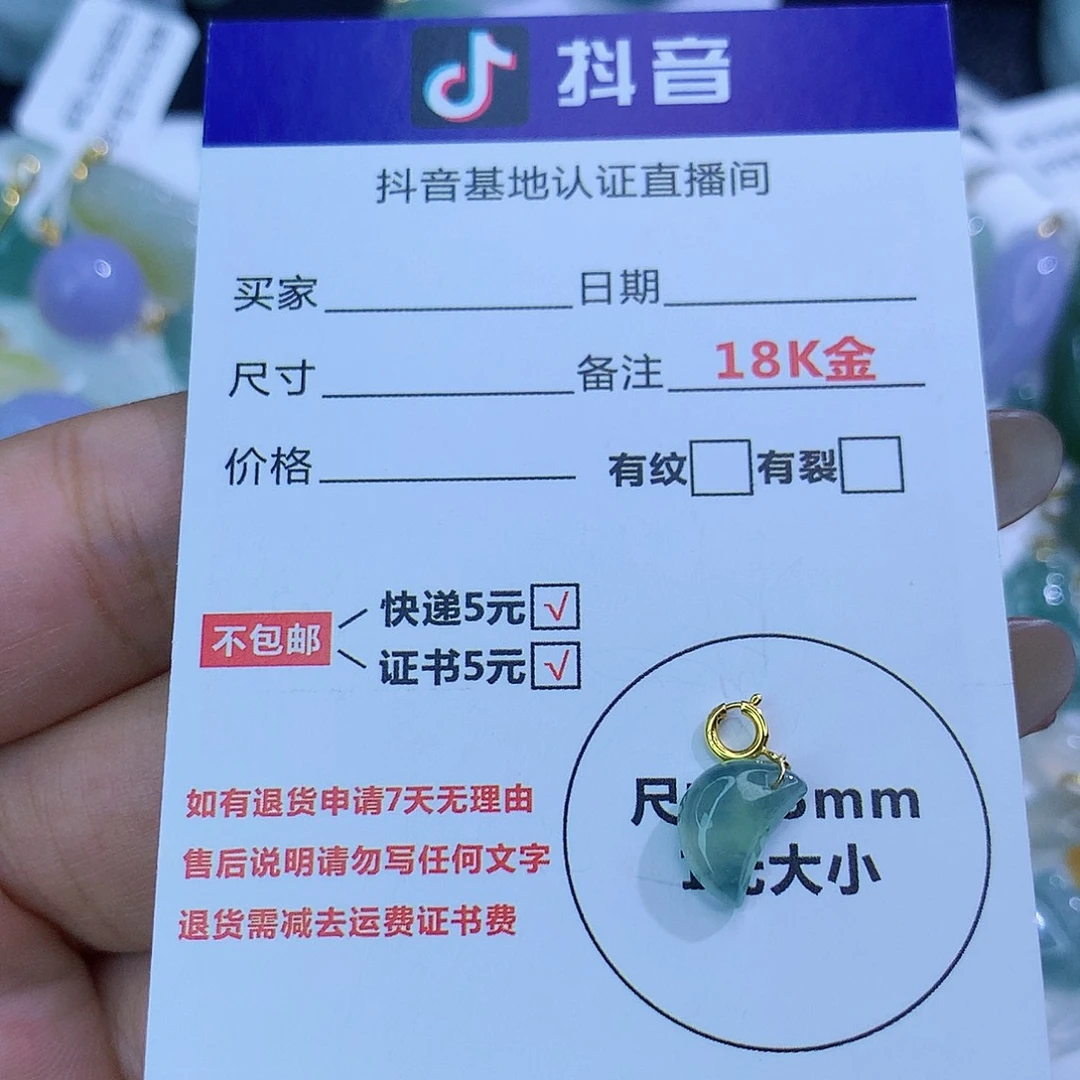 抖音
抖音基地认证直播间
买家 日期
尺寸 备注 18K金
价格 有纹 有裂
不包邮
快递5元 √
证书5元 √
如有退货申请7天无理由
售后说明请勿写任何文字
退货需减去运费证书费
尺 mm
大小